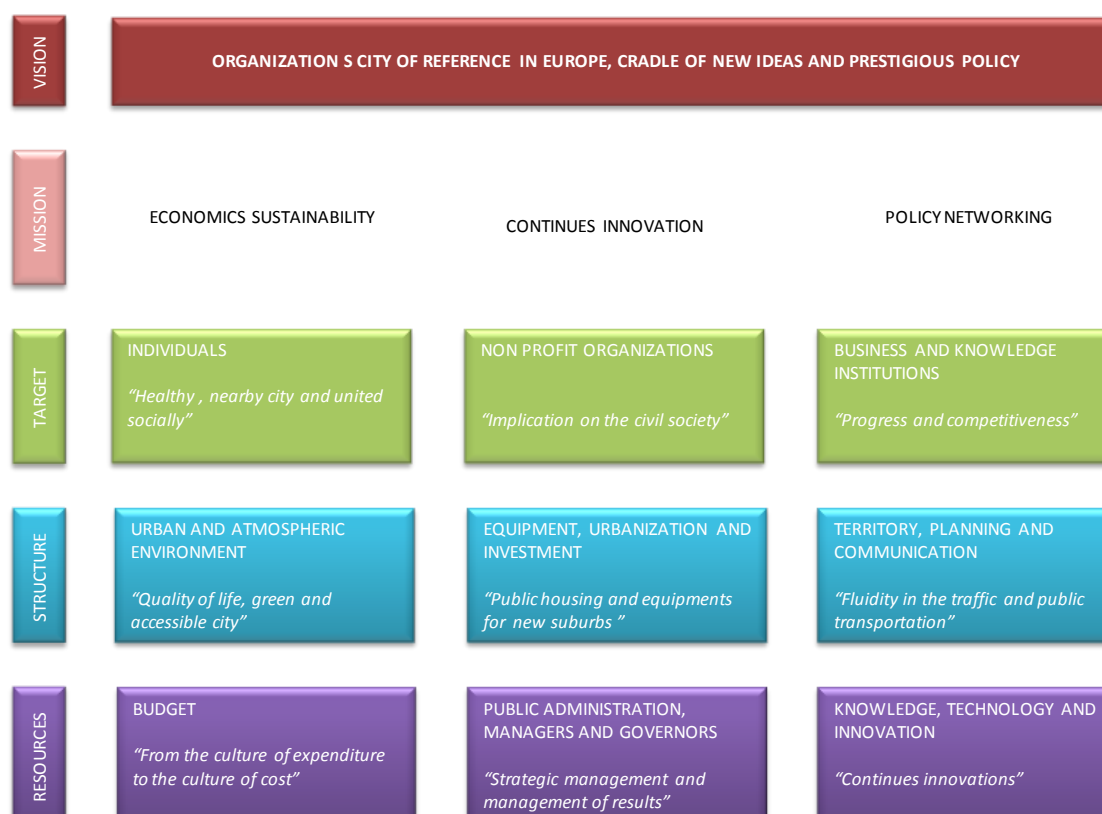 VISION
ORGANIZATION S CITY OF REFERENCE IN EUROPE, CRADLE OF NEW IDEAS AND PRESTIGIOUS POLICY
MISSION
ECONOMICS SUSTAINABILITY
CONTINUES INNOVATION
POLICY NETWORKING
TARGET
INDIVIDUALS
“Healthy , nearby city and united
socially”
NON PROFIT ORGANIZATIONS
“Implication on the civil society”
BUSINESS AND KNOWLEDGE
INSTITUTIONS
“Progress and competitiveness”
STRUCTURE
URBAN AND ATMOSPHERIC
ENVIRONMENT
“Quality of life, green and
accessible city”
EQUIPMENT, URBANIZATION AND
INVESTMENT
“Public housing and equipments
for new suburbs ”
TERRITORY, PLANNING AND
COMMUNICATION
“Fluidity in the traffic and public
transportation”
RESOURCES
BUDGET
“From the culture of expenditure
to the culture of cost”
PUBLIC ADMINISTRATION,
MANAGERS AND GOVERNORS
“Strategic management and
management of results”
KNOWLEDGE, TECHNOLOGY AND
INNOVATION
“Continues innovations”